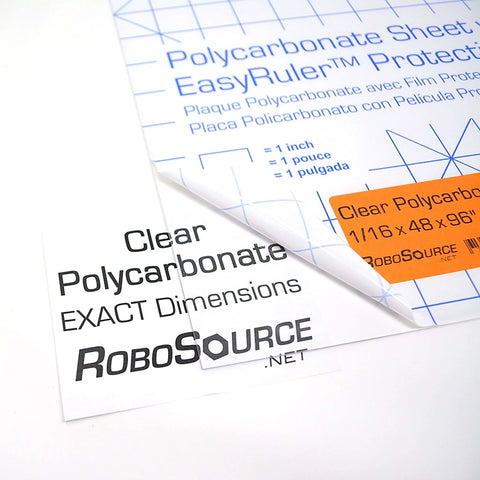 Polycarbonate Sheet
EasyRuler™ Protecti
Plaque Polycarbonate avec Film Prote
Placa Policarbonato con Película Pro
= 1 inch
= 1 pouce
= 1 pulgada
Clear Polycarbo
1/16 x 48 x 96"
ROBOSOURCE
.NET
Clear
Polycarbonate
EXACT Dimensions
ROBOSOURCE
.NET